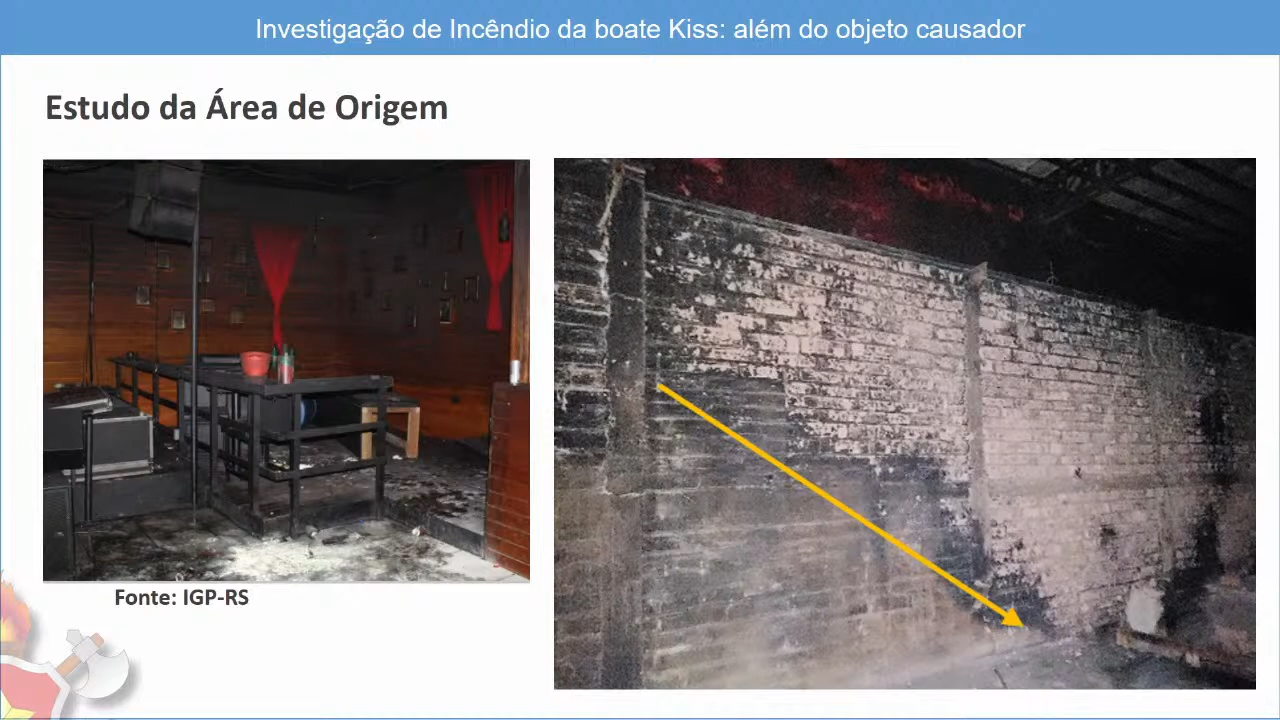 Investigação de Incêndio da boate Kiss: além do objeto causador
Estudo da Área de Origem
Fonte: IGP-RS